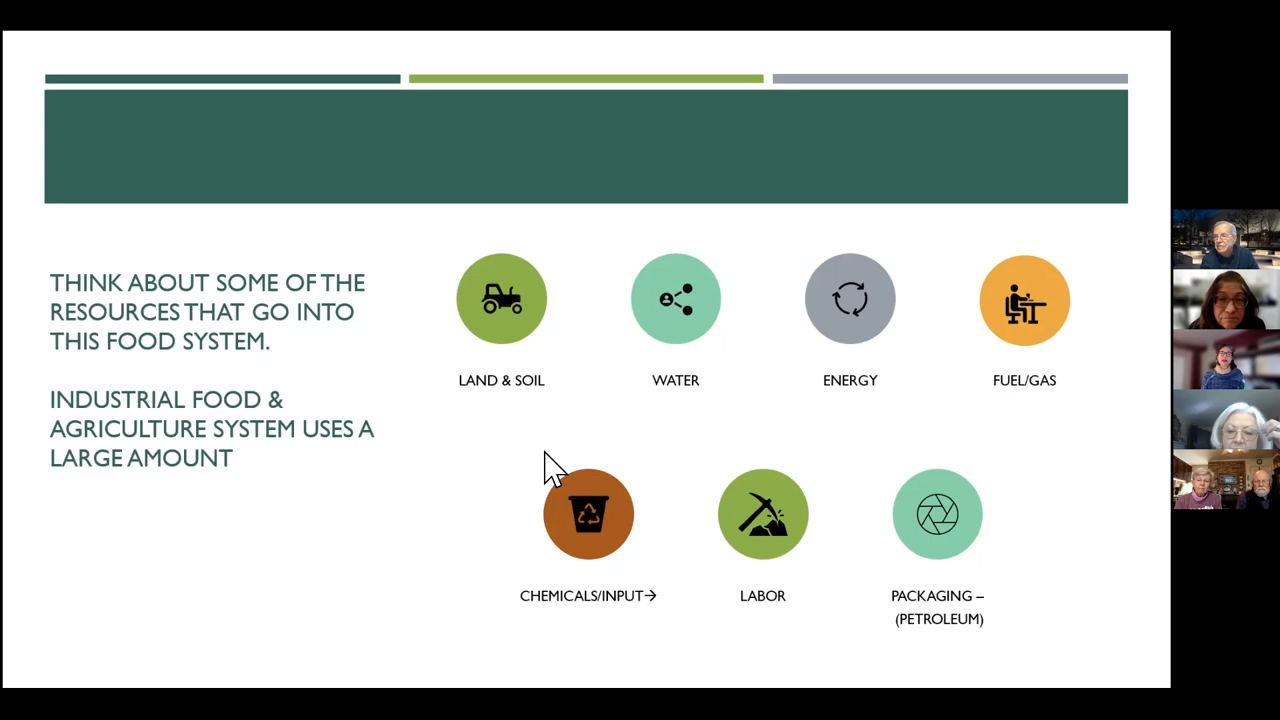 THINK ABOUT SOME OF THE
RESOURCES THAT GO INTO
THIS FOOD SYSTEM.
INDUSTRIAL FOOD &
AGRICULTURE SYSTEM USES A
LARGE AMOUNT
LAND & SOIL
WATER
ENERGY
FUEL/GAS
CHEMICALS/INPUT→
LABOR
PACKAGING –
(PETROLEUM)